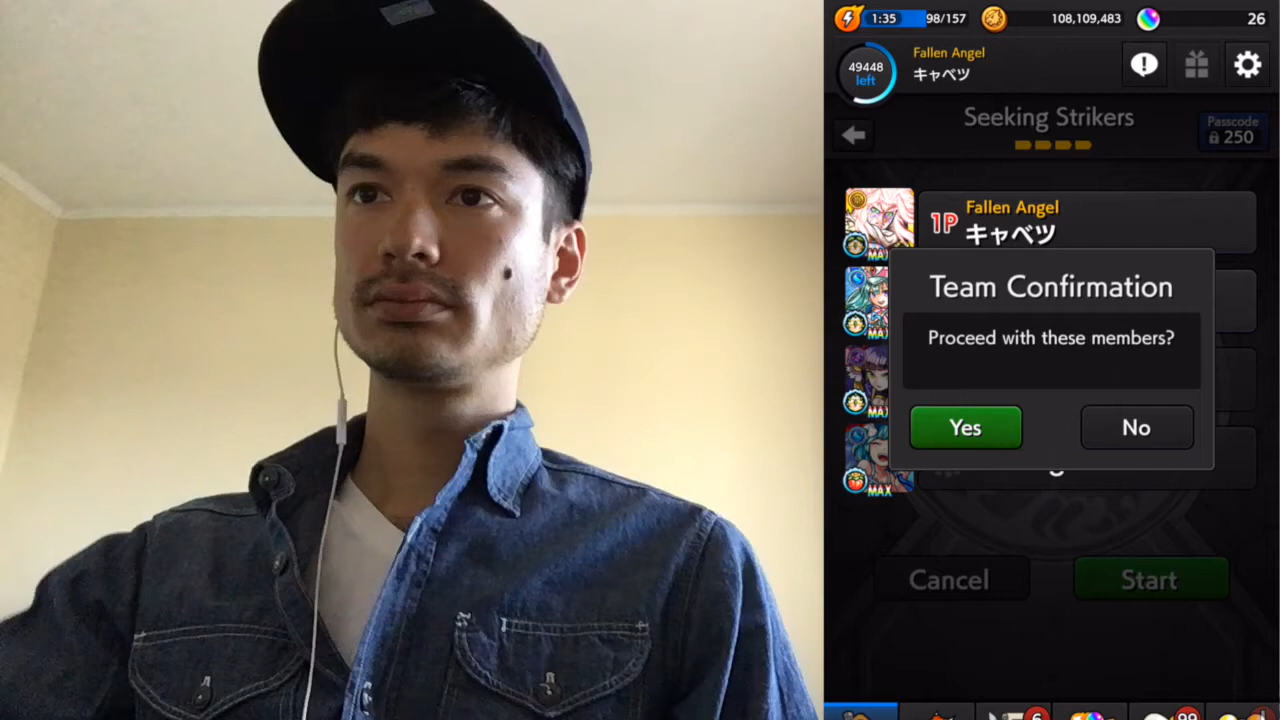 1:35
98/157
108,109,483
26
49448
left
Fallen Angel
キャベツ
Seeking Strikers
Passcode
250
1P
Fallen Angel
キャベツ
MAX
MAX
Team Confirmation
Proceed with these members?
Yes
No
Cancel
Start
6
99